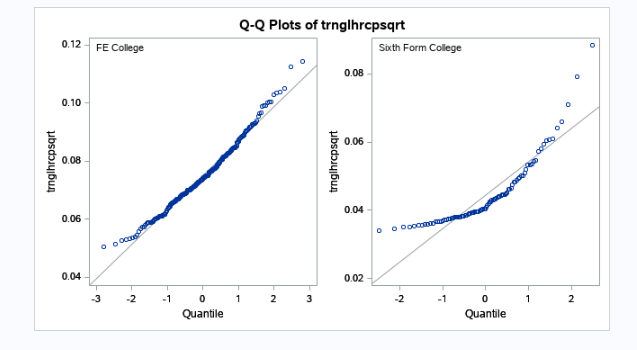 Q-Q Plots of trnglhrcpsqrt
FE College
Sixth Form College
trnglhrcpsqrt
0.12
0.10
0.08
0.06
0.04
-3 -2 -1 0 1 2 3
Quantile
trnglhrcpsqrt
0.08
0.06
0.04
0.02
-2 -1 0 1 2
Quantile